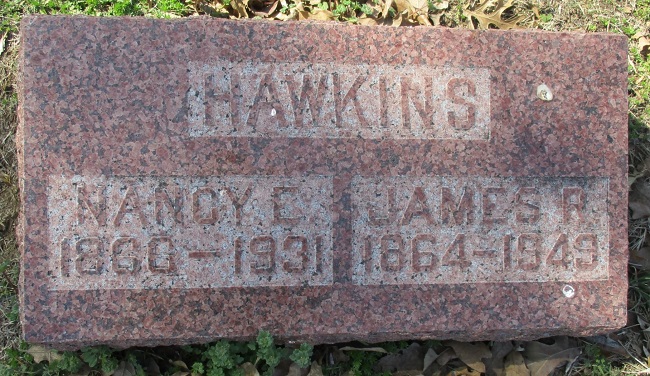 HAWKINS
NANCY E. JAMES R.
1866-1931 1864-1949